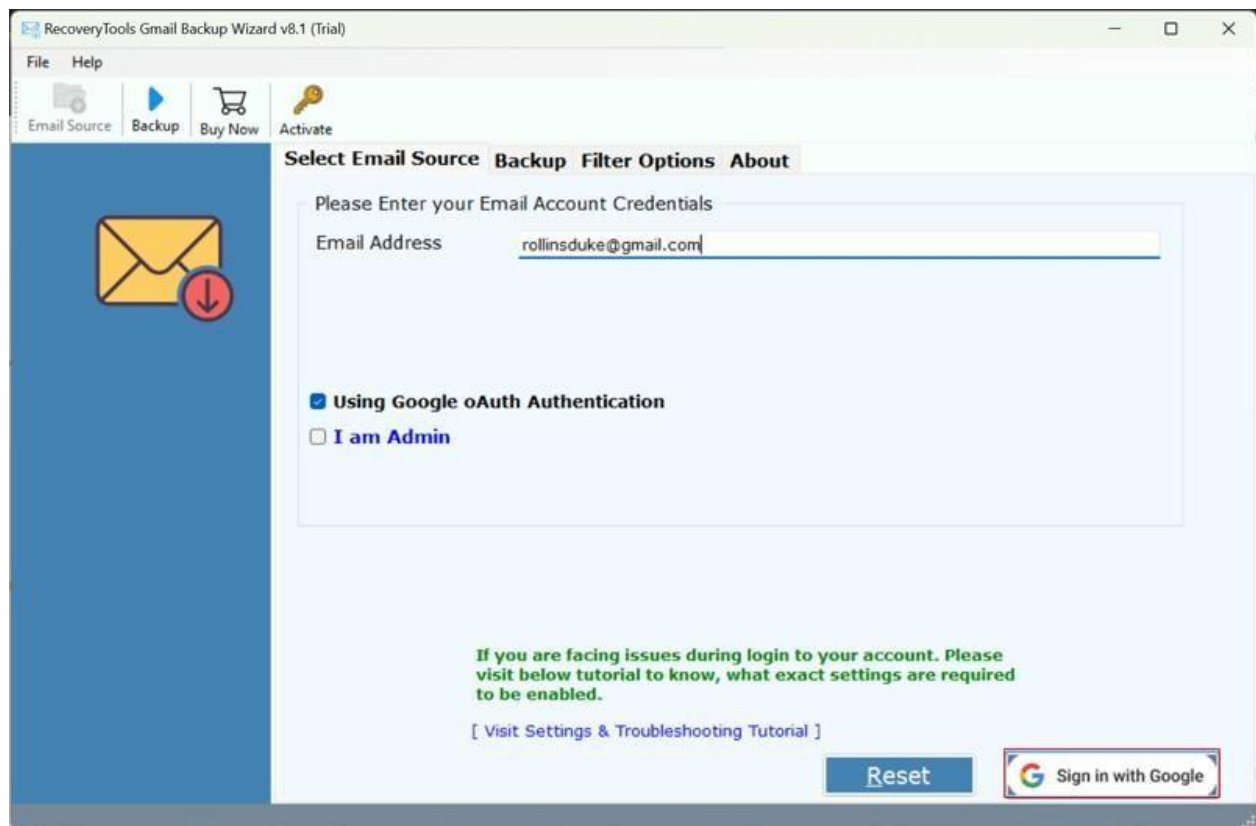 RecoveryTools Gmail Backup Wizard v8.1 (Trial)
File Help
Email Source Backup Buy Now Activate
Select Email Source Backup Filter Options About
Please Enter your Email Account Credentials
Email Address rollinsduke@gmail.com
Using Google oAuth Authentication
I am Admin
If you are facing issues during login to your account. Please
visit below tutorial to know, what exact settings are required
to be enabled.
[ Visit Settings & Troubleshooting Tutorial ]
Reset Sign in with Google